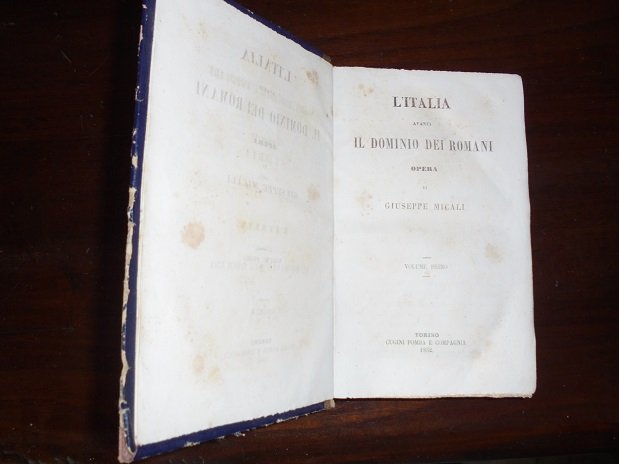 L'ITALIA
AVANTI
IL DOMINIO DEI ROMANI
OPERA
DI
GIUSEPPE MICALI
VOLUME PRIMO
TORINO
CUGINI POMBA E COMPAGNIA
1852.